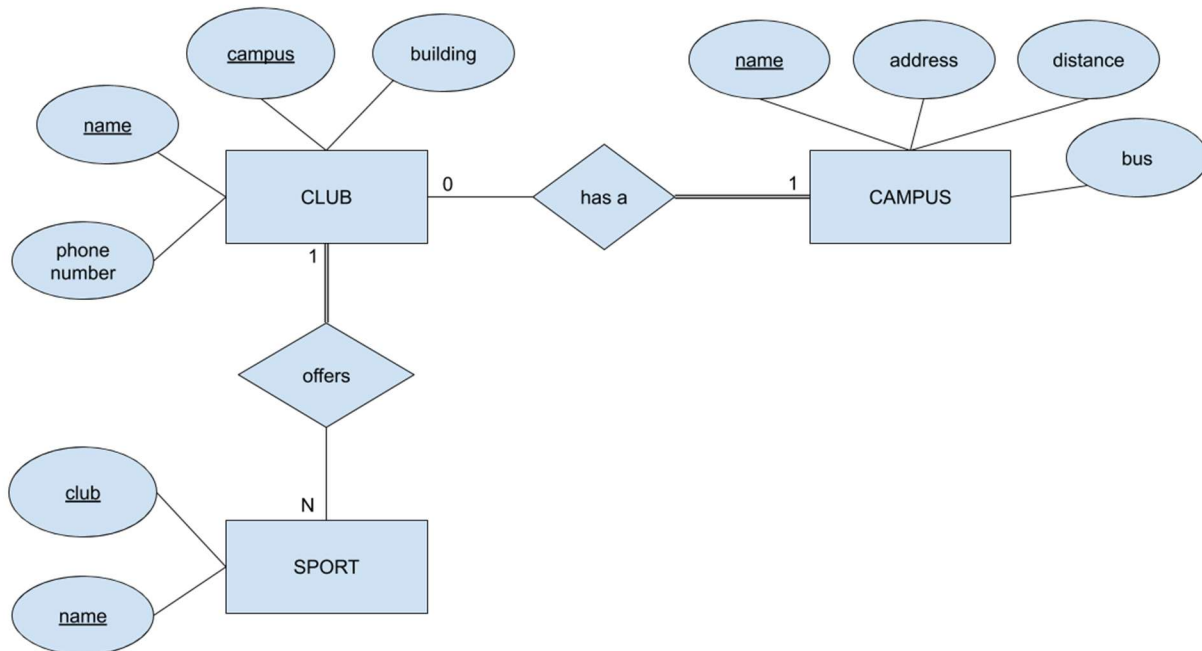 campus
building
name
address
distance
name
bus
CLUB
0
has a
1
CAMPUS
phone
number
1
offers
club
N
SPORT
name